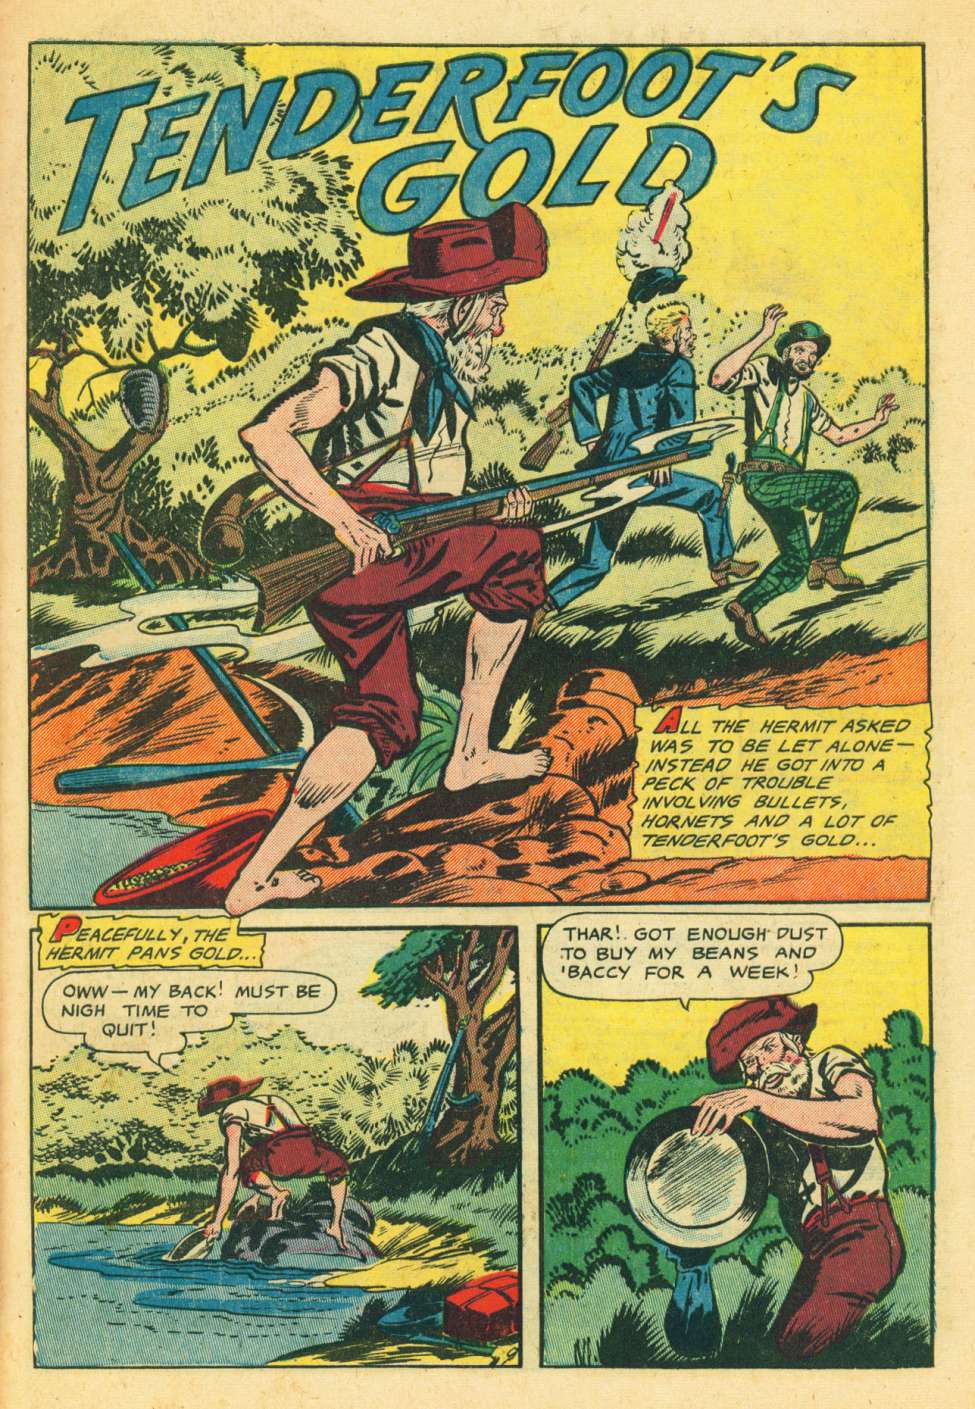 TENDERFOOT'S
GOLD
ALL THE HERMIT ASKED
WAS TO BE LET ALONE—
INSTEAD HE GOT INTO A
PECK OF TROUBLE
INVOLVING BULLETS,
HORNETS AND A LOT OF
TENDERFOOT'S GOLD...
PEACEFULLY, THE
HERMIT PANS GOLD...
OWW—MY BACK! MUST BE
NIGH TIME TO
QUIT!
THAR! GOT ENOUGH DUST
TO BUY MY BEANS AND
'BACCY FOR A WEEK!